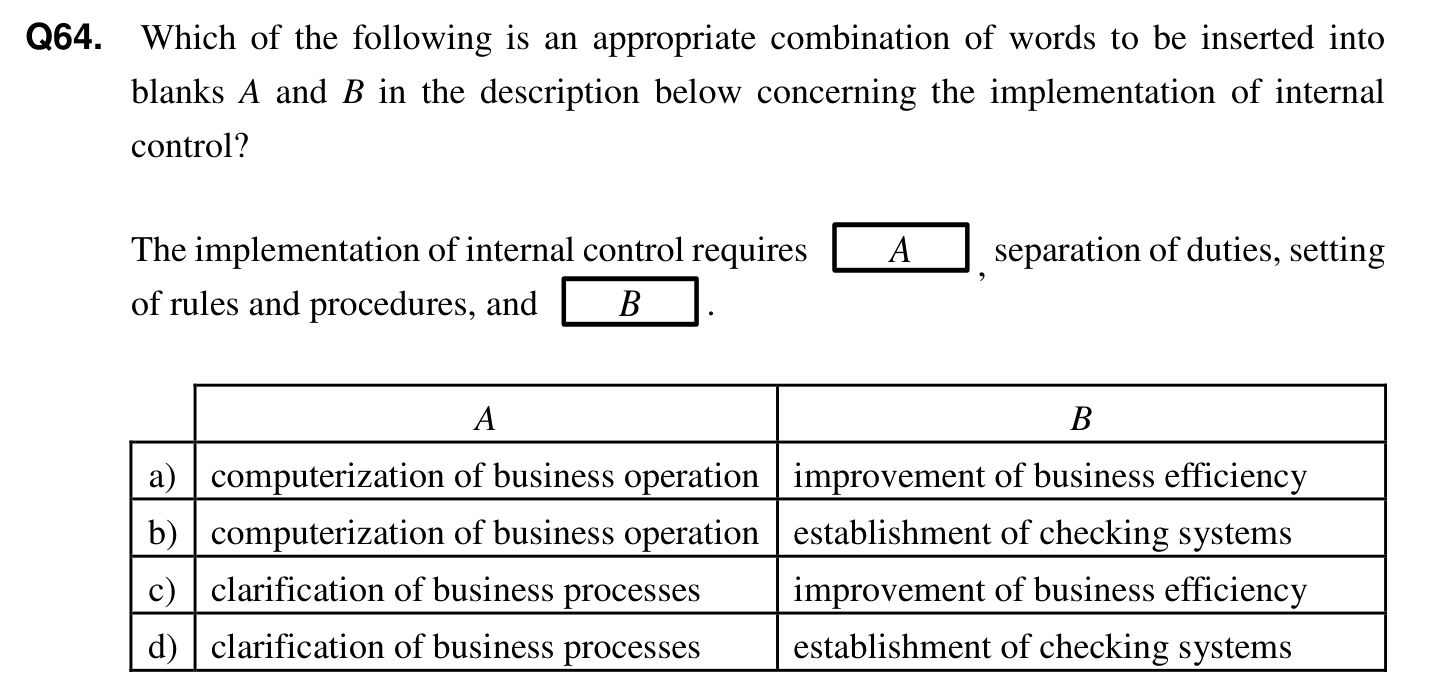 Q64. Which of the following is an appropriate combination of words to be inserted into
blanks A and B in the description below concerning the implementation of internal
control?
The implementation of internal control requires A , separation of duties, setting
of rules and procedures, and B .
A B
a) computerization of business operation improvement of business efficiency
b) computerization of business operation establishment of checking systems
c) clarification of business processes improvement of business efficiency
d) clarification of business processes establishment of checking systems